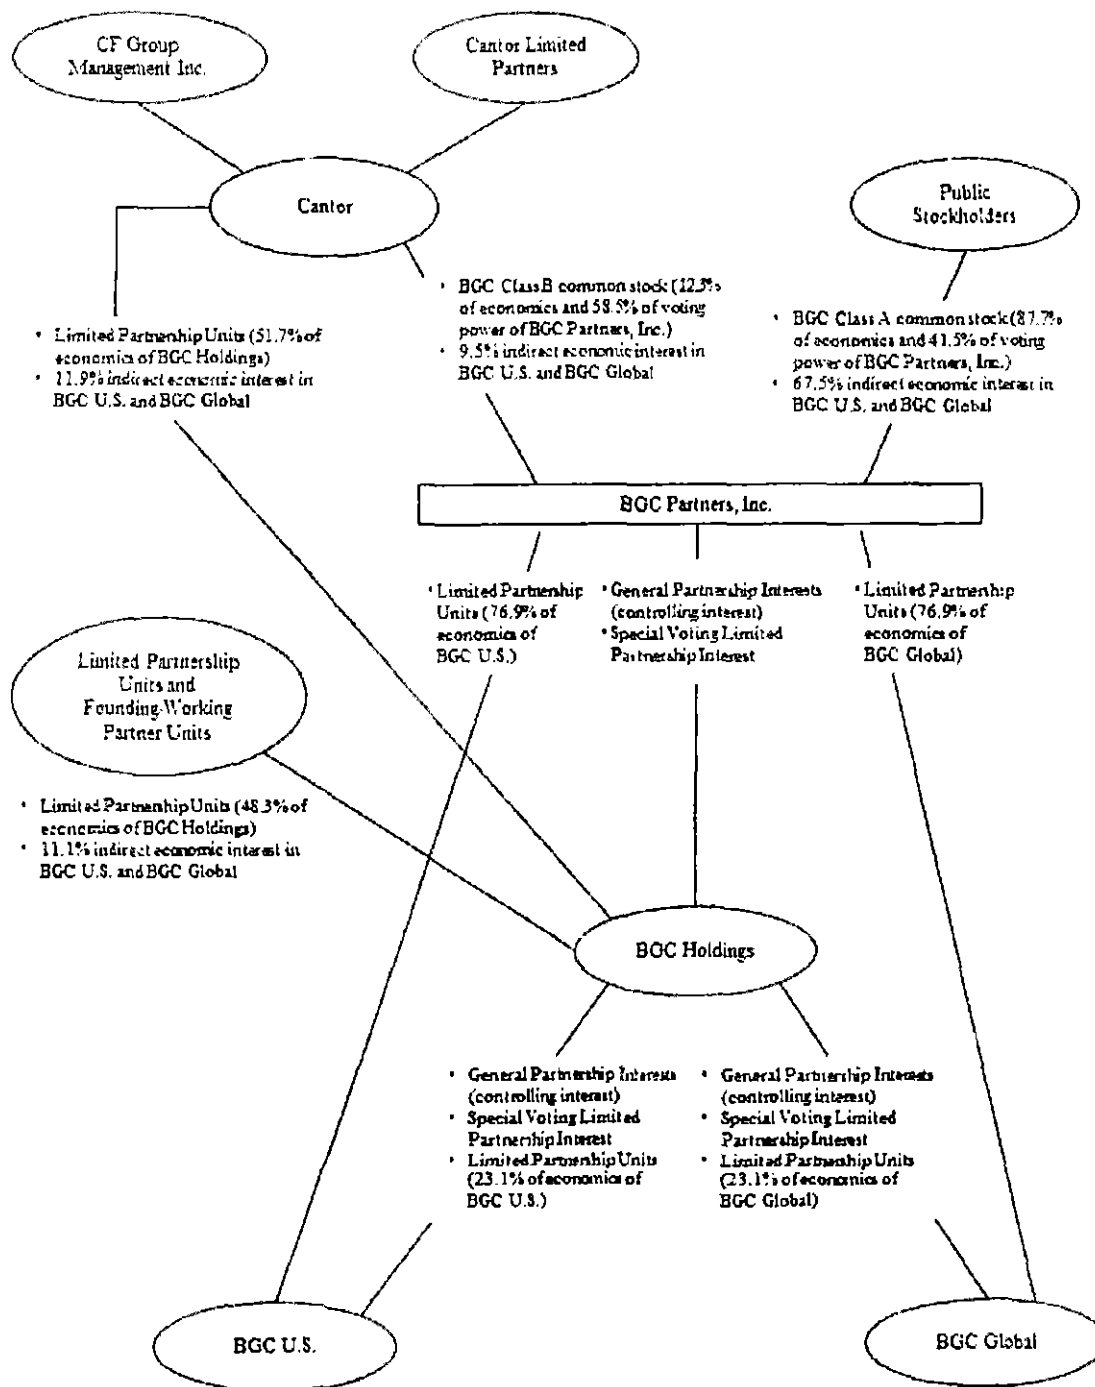 CF Group
Management Inc.
Cantor Limited
Partners
Cantor
Public
Stockholders
• BGC Class B common stock (12.3%
of economics and 58.5% of voting
power of BGC Partners, Inc.)
• 9.5% indirect economic interest in
BGC U.S. and BGC Global
• BGC Class A common stock (87.7%
of economics and 41.5% of voting
power of BGC Partners, Inc.)
• 67.5% indirect economic interest in
BGC U.S. and BGC Global
• Limited Partnership Units (51.7% of
economics of BGC Holdings)
• 11.9% indirect economic interest in
BGC U.S. and BGC Global
BGC Partners, Inc.
• Limited Partnership
Units (76.9% of
economics of
BGC U.S.)
• General Partnership Interests
(controlling interest)
• Special Voting Limited
Partnership Interest
• Limited Partnership
Units (76.9% of
economics of
BGC Global)
Limited Partnership
Units and
Founding/Working
Partner Units
• Limited Partnership Units (48.3% of
economics of BGC Holdings)
• 11.1% indirect economic interest in
BGC U.S. and BGC Global
BGC Holdings
• General Partnership Interests
(controlling interest)
• Special Voting Limited
Partnership Interest
• Limited Partnership Units
(23.1% of economics of
BGC U.S.)
• General Partnership Interests
(controlling interest)
• Special Voting Limited
Partnership Interest
• Limited Partnership Units
(23.1% of economics of
BGC Global)
BGC U.S.
BGC Global